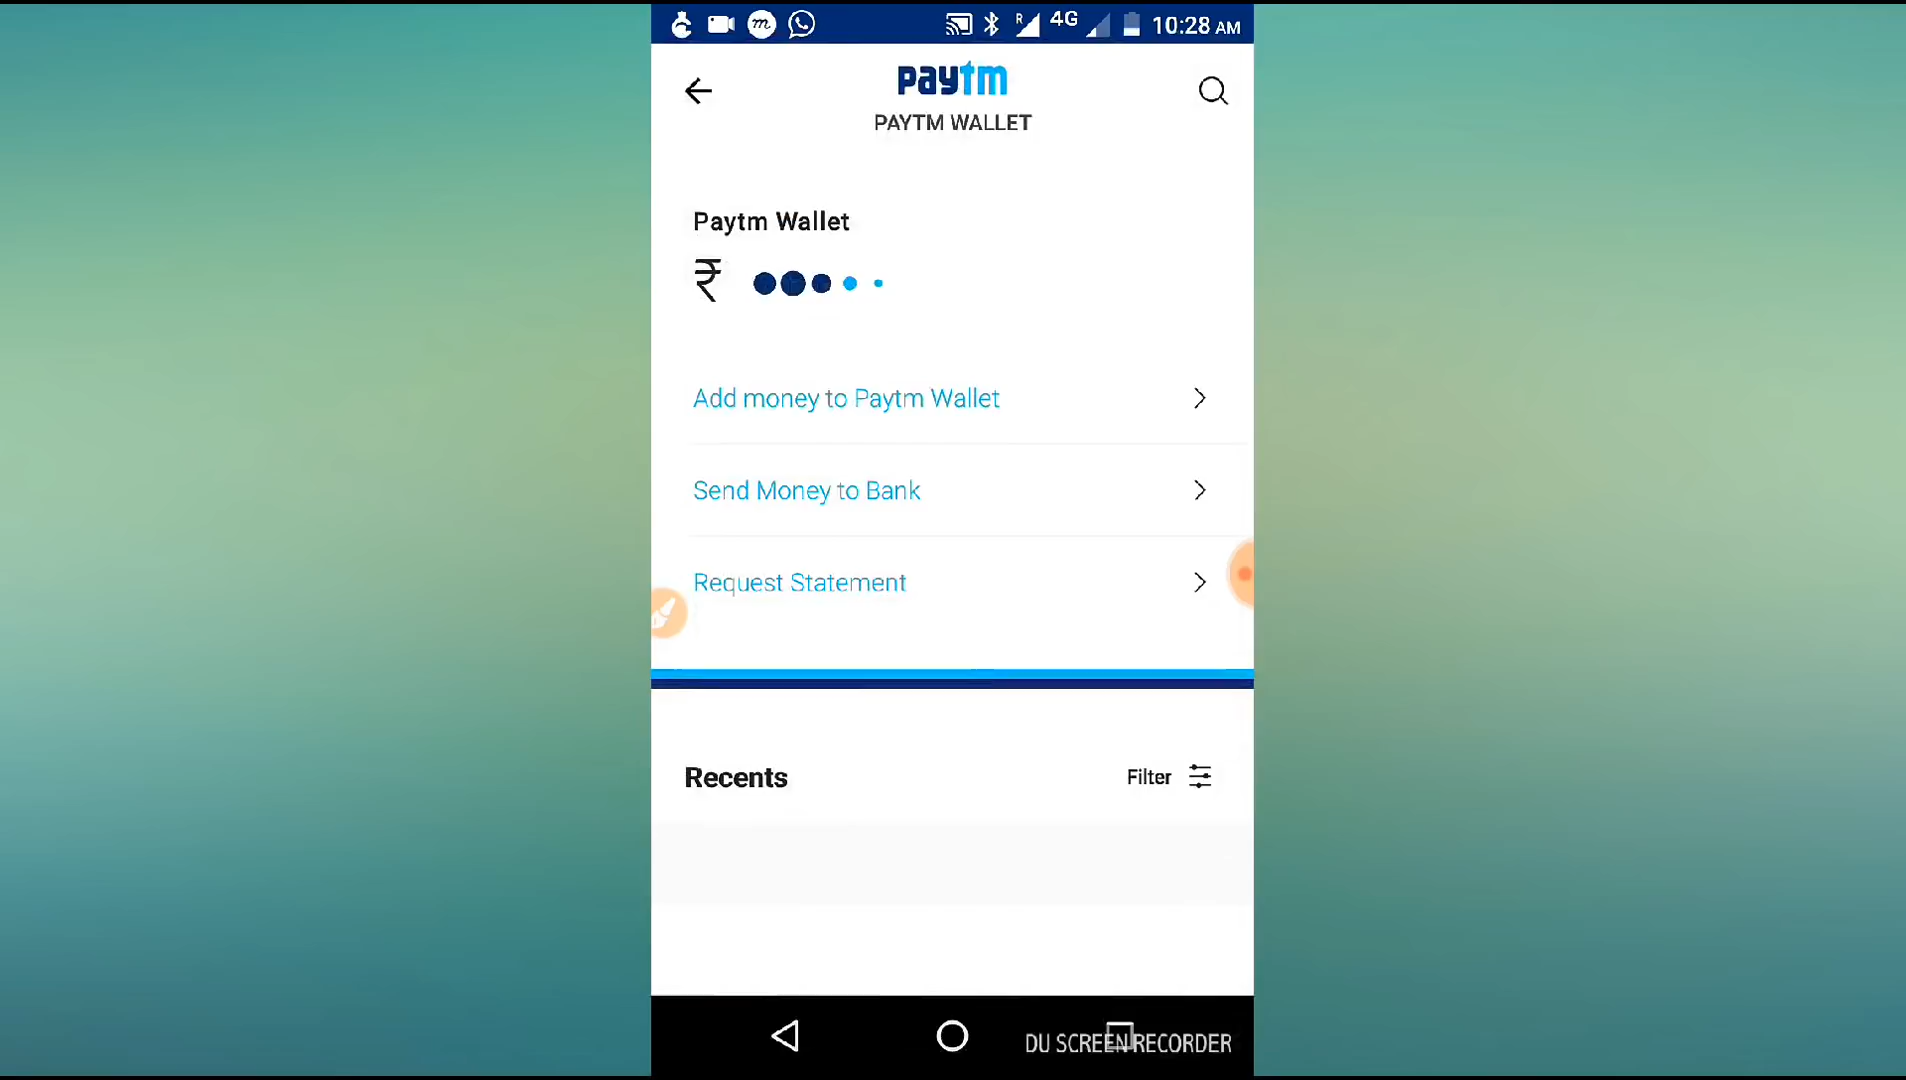 4G 10:28 AM
paytm
PAYTM WALLET
Paytm Wallet
₹
Add money to Paytm Wallet
Send Money to Bank
Request Statement
Recents
Filter
DU SCREEN RECORDER